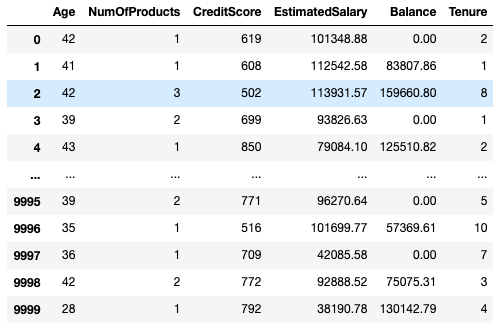 Age NumOfProducts CreditScore EstimatedSalary Balance Tenure
0 42 1 619 101348.88 0.00 2
1 41 1 608 112542.58 83807.86 1
2 42 3 502 113931.57 159660.80 8
3 39 2 699 93826.63 0.00 1
4 43 1 850 79084.10 125510.82 2
... ... ... ... ... ... ...
9995 39 2 771 96270.64 0.00 5
9996 35 1 516 101699.77 57369.61 10
9997 36 1 709 42085.58 0.00 7
9998 42 2 772 92888.52 75075.31 3
9999 28 1 792 38190.78 130142.79 4